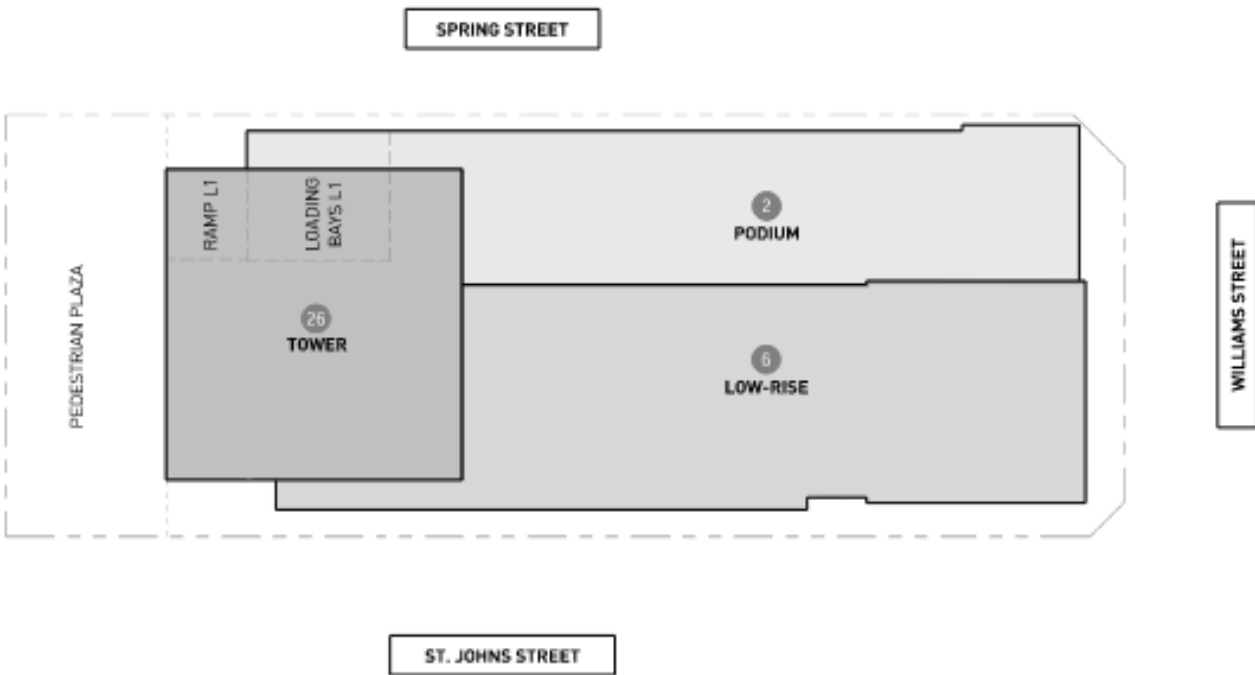 SPRING STREET
RAMP L1
LOADING
BAYS L1
2
PODIUM
PEDESTRIAN PLAZA
26
TOWER
6
LOW-RISE
WILLIAMS STREET
ST. JOHNS STREET